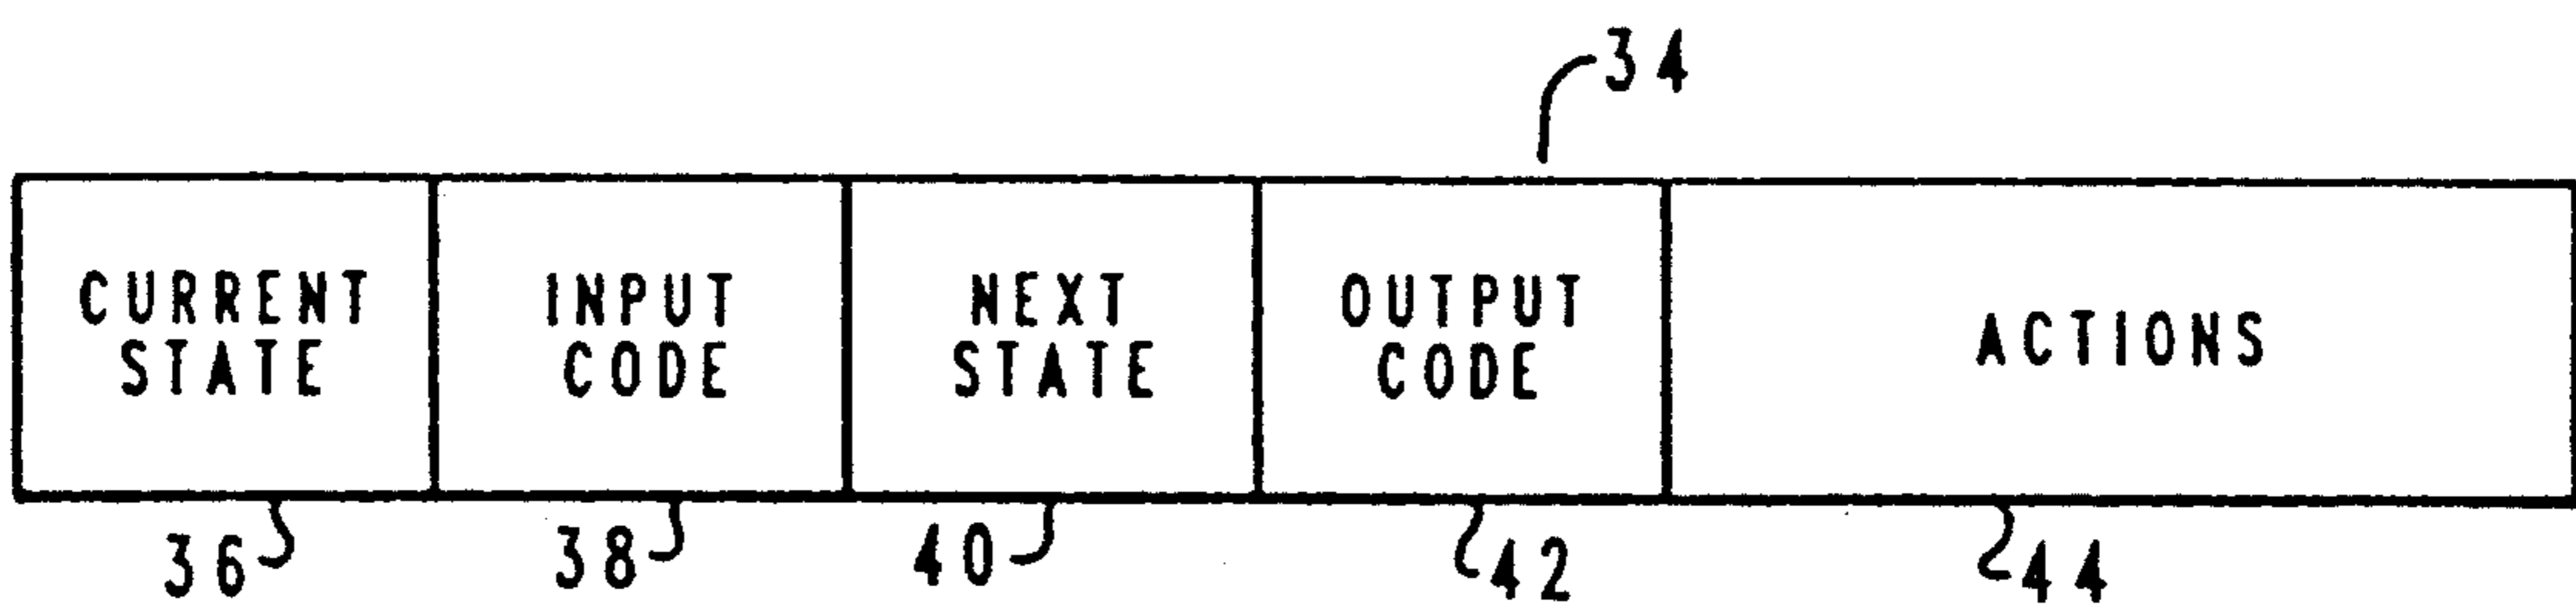 34
CURRENT
STATE
INPUT
CODE
NEXT
STATE
OUTPUT
CODE
ACTIONS
36
38
40
42
44